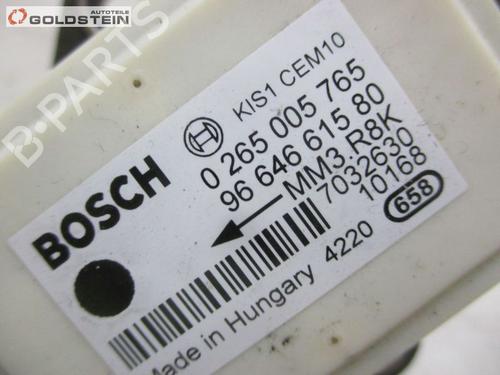 AUTOTEILE
GOLDSTEIN
B-PARTS
BOSCH
KIS1 CEM10
0 265 005 765
96 646 615 80
MM3 R8K
7032630
10168
658
4220
Made in Hungary